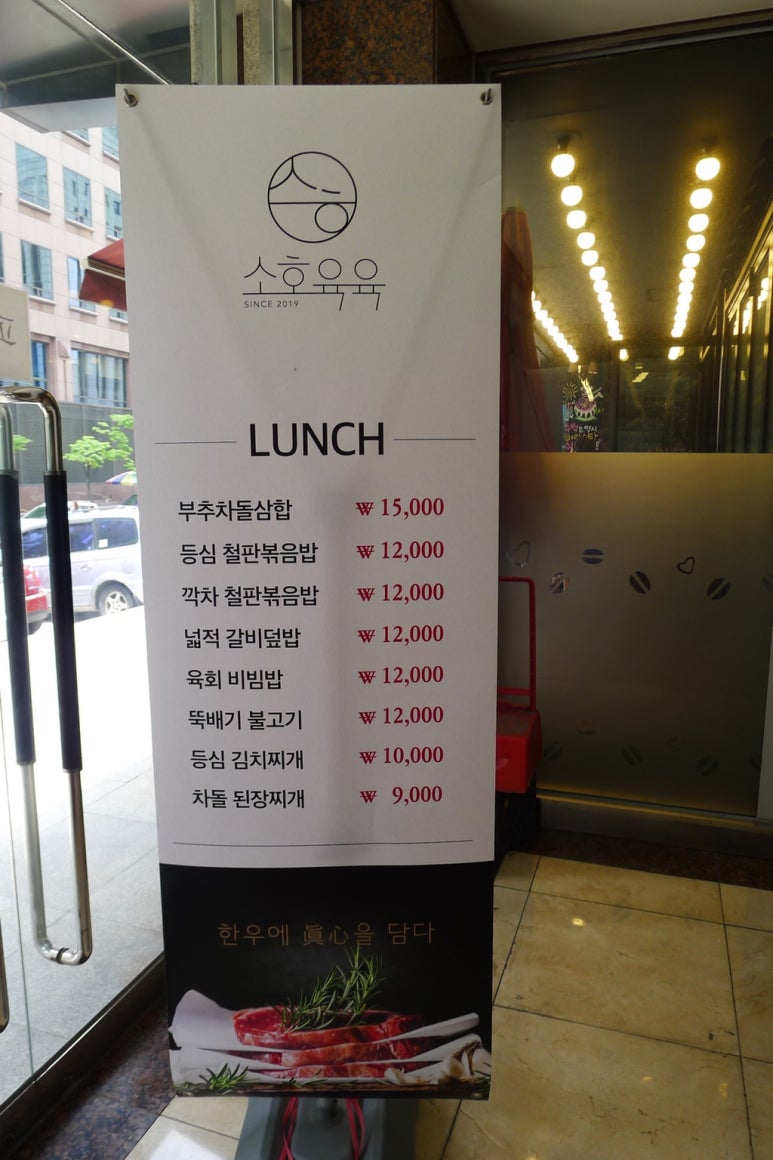 소호육육
SINCE 2019
LUNCH
부추차돌삼합 ₩ 15,000
등심 철판볶음밥 ₩ 12,000
깍차 철판볶음밥 ₩ 12,000
넓적 갈비덮밥 ₩ 12,000
육회 비빔밥 ₩ 12,000
뚝배기 불고기 ₩ 12,000
등심 김치찌개 ₩ 10,000
차돌 된장찌개 ₩ 9,000
한우에 眞心을 담다